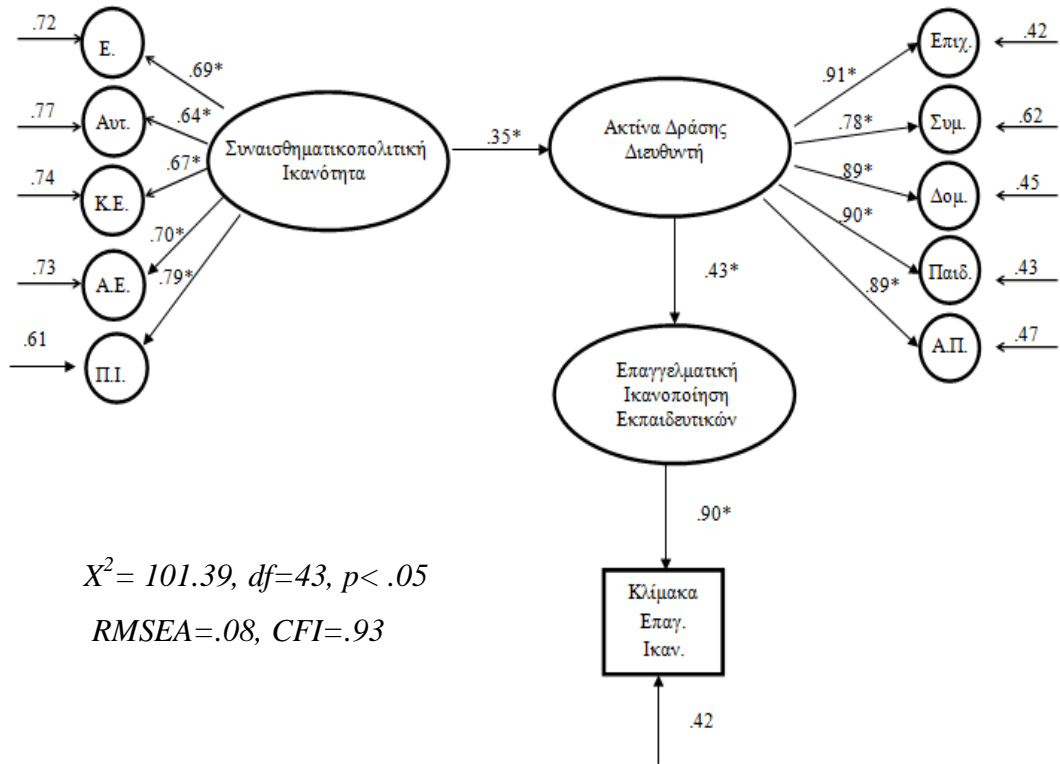 .72
Ε.
.69*
.77
Αυτ.
.64*
.74
Κ.Ε.
.67*
.73
Α.Ε.
.70*
.61
Π.Ι.
.79*
Συναισθηματικοπολιτική
Ικανότητα
.35*
Ακτίνα Δράσης
Διευθυντή
.91*
Επιχ.
.42
.78*
Συμ.
.62
.89*
Δομ.
.45
.90*
Παιδ.
.43
.89*
Α.Π.
.47
.43*
Επαγγελματική
Ικανοποίηση
Εκπαιδευτικών
.90*
Κλίμακα
Επαγ.
Ικαν.
.42
X²= 101.39, df=43, p< .05
RMSEA=.08, CFI=.93